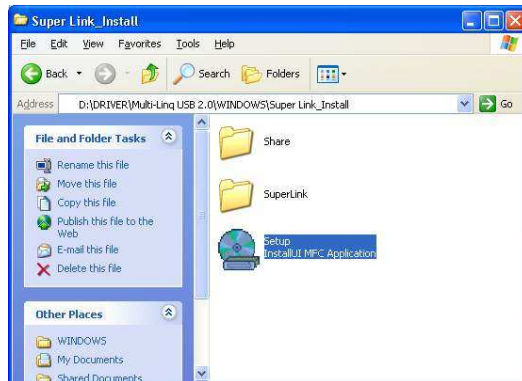 Super Link_Install
File Edit View Favorites Tools Help
Back Search Folders
Address D:\DRIVER\Multi-Linq USB 2.0\WINDOWS\Super Link_Install Go
File and Folder Tasks
Rename this file
Move this file
Copy this file
Publish this file to the
Web
E-mail this file
Delete this file
Other Places
WINDOWS
My Documents
Shared Documents
Share
SuperLink
Setup
InstallUI MFC Application